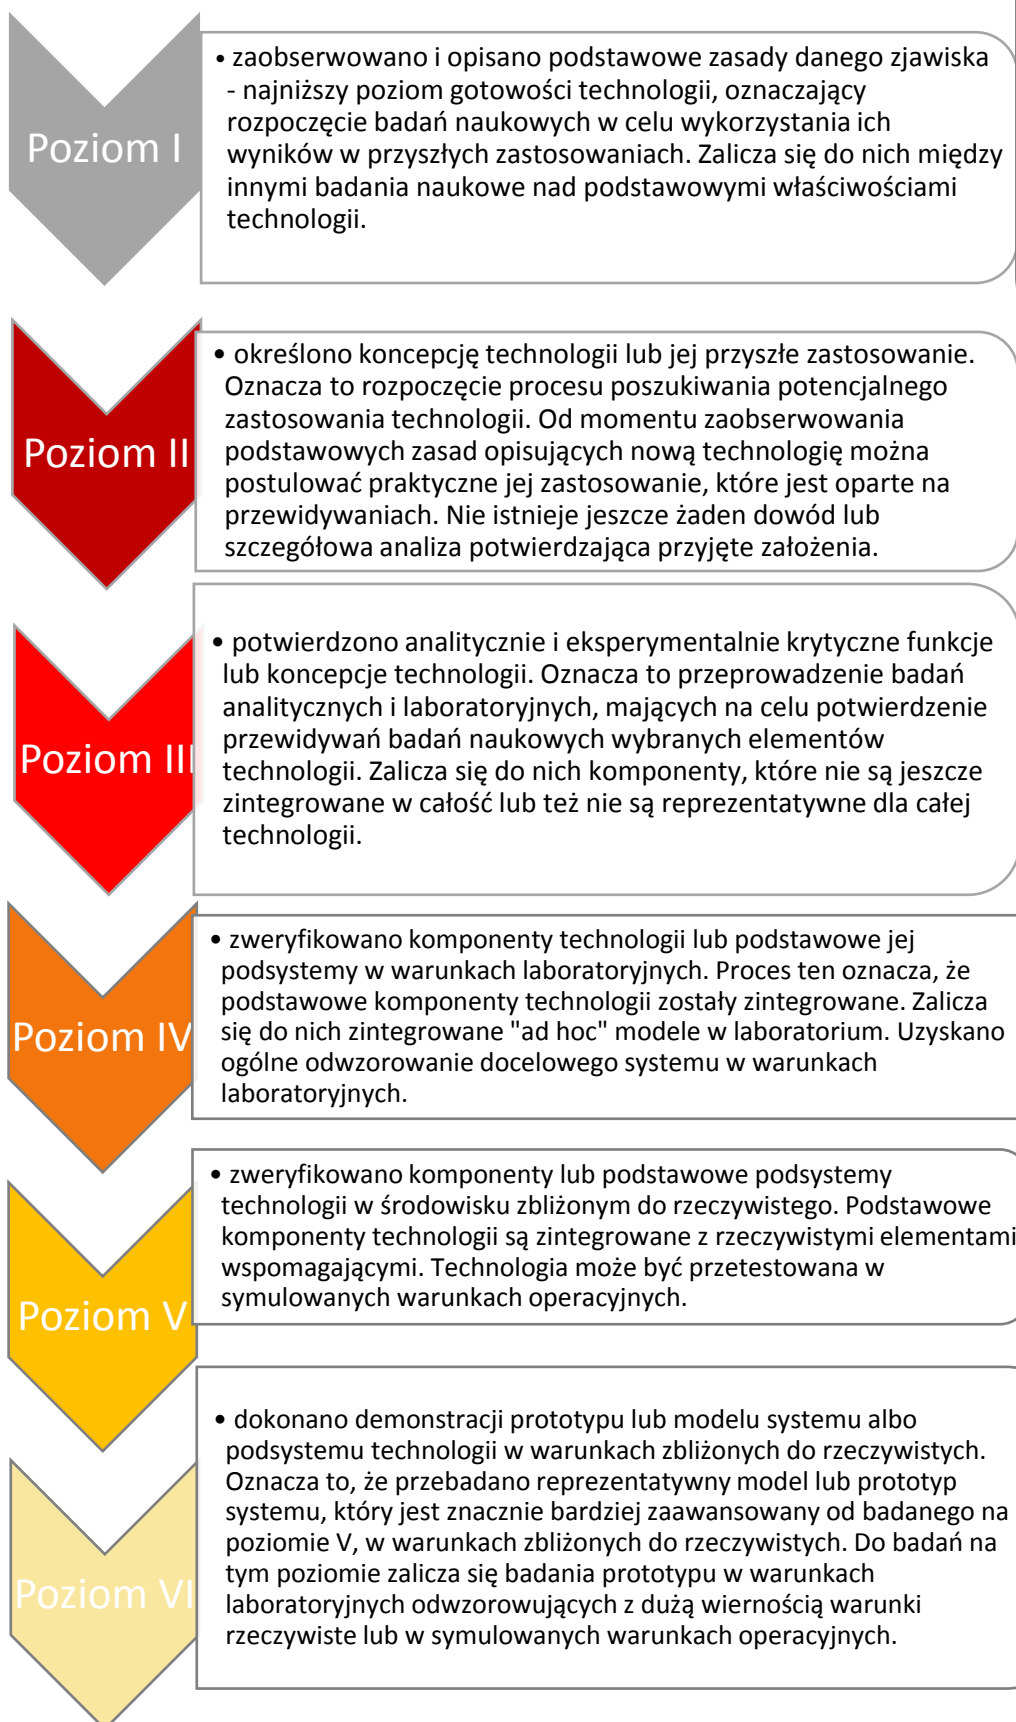 Poziom I
• zaobserwowano i opisano podstawowe zasady danego zjawiska
- najniższy poziom gotowości technologii, oznaczający
rozpoczęcie badań naukowych w celu wykorzystania ich
wyników w przyszłych zastosowaniach. Zalicza się do nich między
innymi badania naukowe nad podstawowymi właściwościami
technologii.
Poziom II
• określono koncepcję technologii lub jej przyszłe zastosowanie.
Oznacza to rozpoczęcie procesu poszukiwania potencjalnego
zastosowania technologii. Od momentu zaobserwowania
podstawowych zasad opisujących nową technologię można
postulować praktyczne jej zastosowanie, które jest oparte na
przewidywaniach. Nie istnieje jeszcze żaden dowód lub
szczegółowa analiza potwierdzająca przyjęte założenia.
Poziom III
• potwierdzono analitycznie i eksperymentalnie krytyczne funkcje
lub koncepcje technologii. Oznacza to przeprowadzenie badań
analitycznych i laboratoryjnych, mających na celu potwierdzenie
przewidywań badań naukowych wybranych elementów
technologii. Zalicza się do nich komponenty, które nie są jeszcze
zintegrowane w całość lub też nie są reprezentatywne dla całej
technologii.
Poziom IV
• zweryfikowano komponenty technologii lub podstawowe jej
podsystemy w warunkach laboratoryjnych. Proces ten oznacza, że
podstawowe komponenty technologii zostały zintegrowane. Zalicza
się do nich zintegrowane "ad hoc" modele w laboratorium. Uzyskano
ogólne odwzorowanie docelowego systemu w warunkach
laboratoryjnych.
Poziom V
• zweryfikowano komponenty lub podstawowe podsystemy
technologii w środowisku zbliżonym do rzeczywistego. Podstawowe
komponenty technologii są zintegrowane z rzeczywistymi elementami
wspomagającymi. Technologia może być przetestowana w
symulowanych warunkach operacyjnych.
Poziom VI
• dokonano demonstracji prototypu lub modelu systemu albo
podsystemu technologii w warunkach zbliżonych do rzeczywistych.
Oznacza to, że przebadano reprezentatywny model lub prototyp
systemu, który jest znacznie bardziej zaawansowany od badanego na
poziomie V, w warunkach zbliżonych do rzeczywistych. Do badań na
tym poziomie zalicza się badania prototypu w warunkach
laboratoryjnych odwzorowujących z dużą wiernością warunki
rzeczywiste lub w symulowanych warunkach operacyjnych.